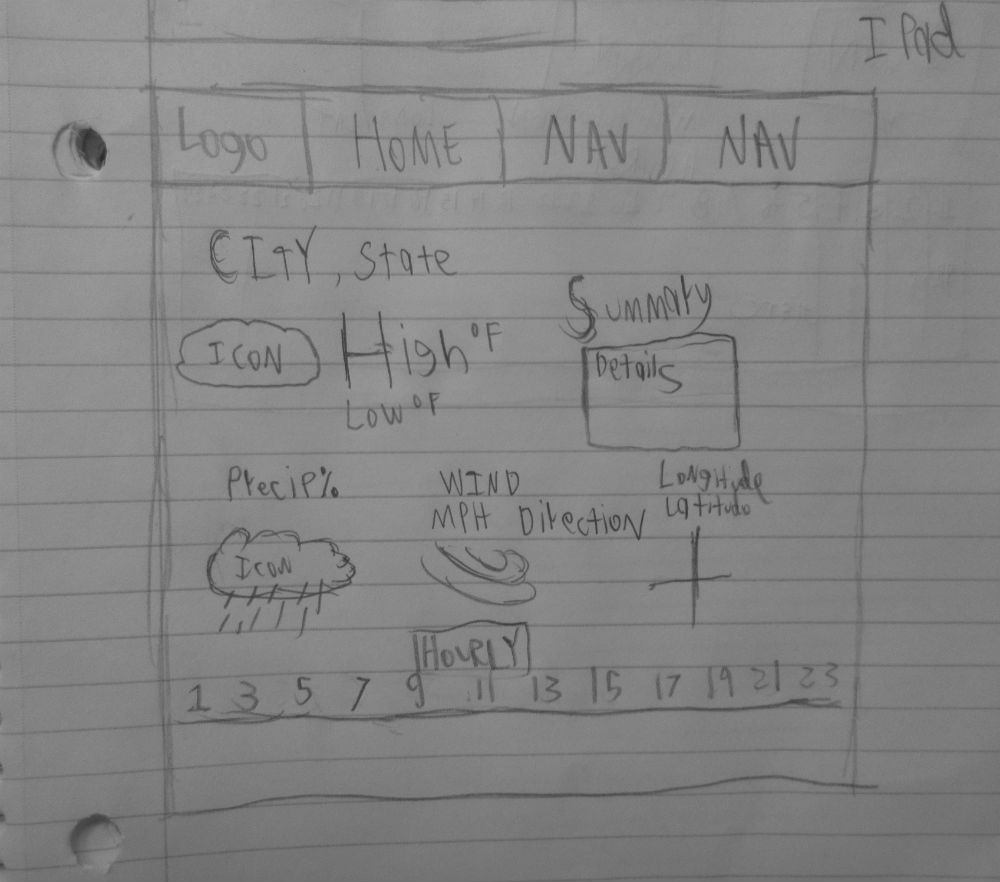 I Pad
Logo HOME NAV NAV
CITY, State
Summary
ICON High °F
Details
Low °F
Precip% WIND Longitude
MPH Direction Latitude
Icon
HOURLY
1 3 5 7 9 11 13 15 17 19 21 23